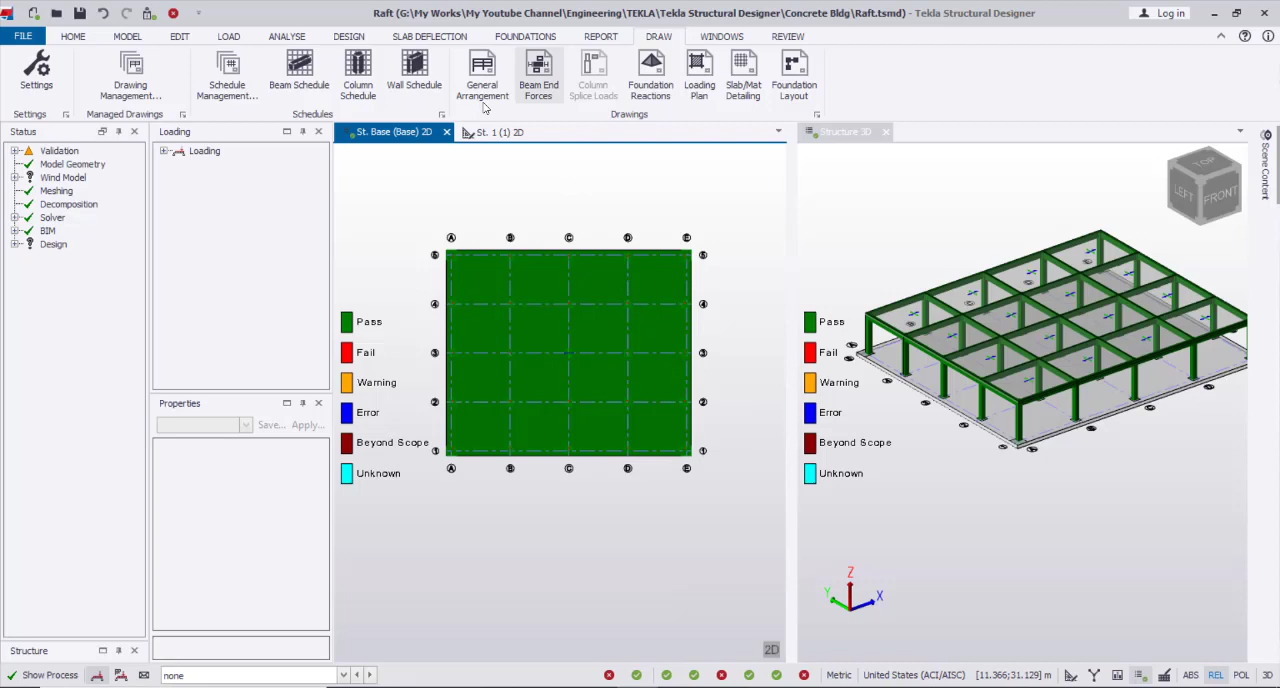 Raft (G:\My Works\My Youtube Channel\Engineering\TEKLA\Tekla Structural Designer\Concrete Bldg\Raft.tsmd) - Tekla Structural Designer
Log in
FILE HOME MODEL EDIT LOAD ANALYSE DESIGN SLAB DEFLECTION FOUNDATIONS REPORT DRAW WINDOWS REVIEW
Settings
Drawing Management...
Schedule Management...
Beam Schedule
Column Schedule
Wall Schedule
General Arrangement
Beam End Forces
Column Splice Loads
Foundation Reactions
Loading Plan
Slab/Mat Detailing
Foundation Layout
Settings Managed Drawings Schedules Drawings
Status
Validation
Model Geometry
Wind Model
Meshing
Decomposition
Solver
BIM
Design
Structure
Loading
Loading
Properties
Save... Apply...
St. Base (Base) 2D
St. 1 (1) 2D
A B C D E
5 5
4 4
3 3
2 2
1 1
A B C D E
Pass
Fail
Warning
Error
Beyond Scope
Unknown
2D
Structure 3D
TOP
LEFT
FRONT
Scene Content
Pass
Fail
Warning
Error
Beyond Scope
Unknown
Z
Y
X
Show Process
none
Metric United States (ACI/AISC) [11.366;31.129] m
ABS REL POL 3D